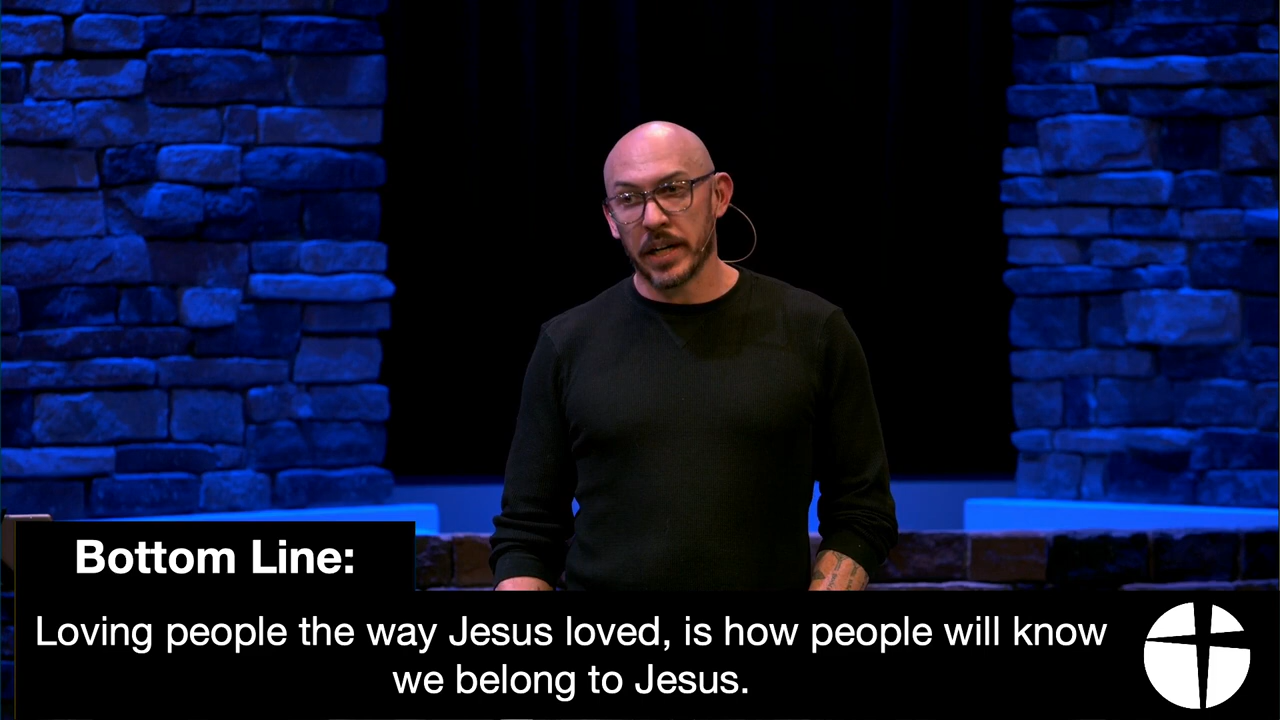 Bottom Line:
Loving people the way Jesus loved, is how people will know
we belong to Jesus.